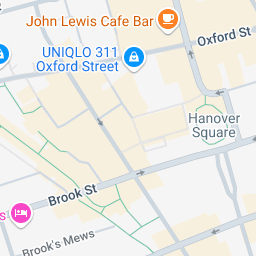 John Lewis Cafe Bar
Oxford St
UNIQLO 311
Oxford Street
Hanover
Square
Brook St
s
Brook's Mews